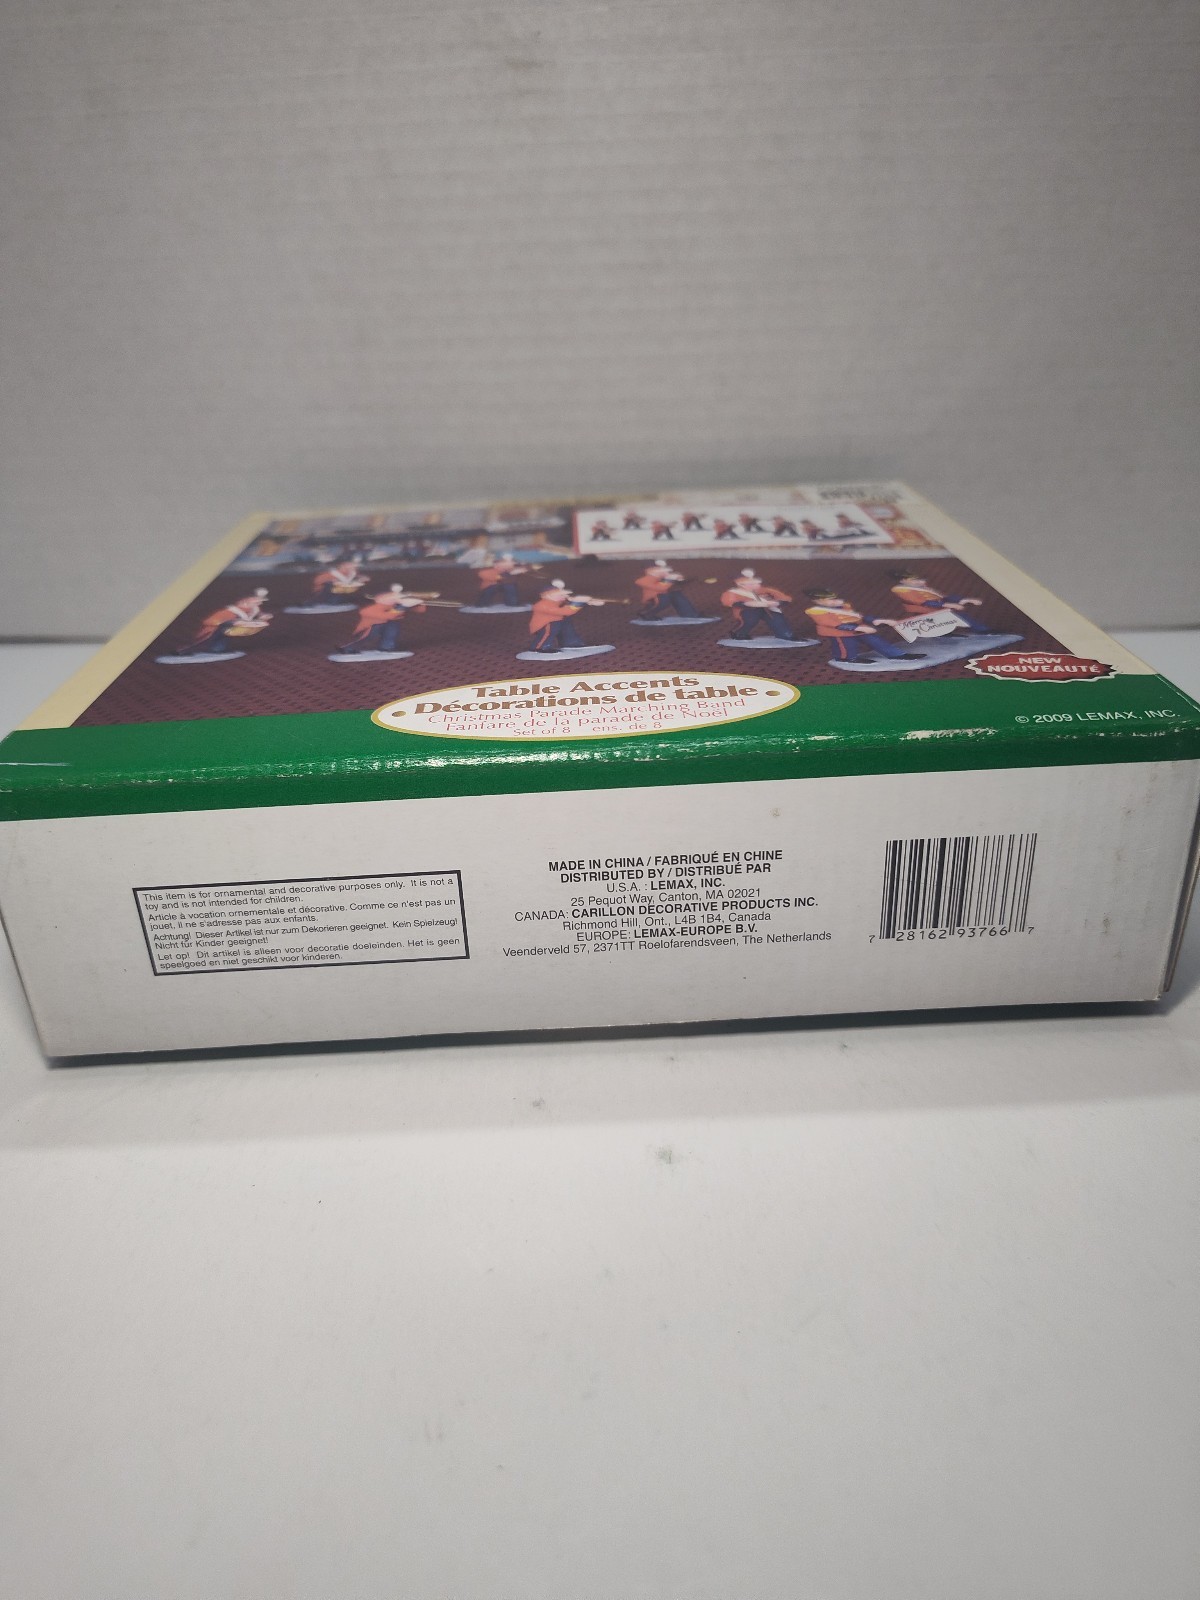 Merry
Christmas
NEW
NOUVEAUTÉ
Table Accents
Décorations de table
Christmas Parade Marching Band
Fanfare de la parade de Noël
Set of 8 ens. de 8
© 2009 LEMAX, INC.
This item is for ornamental and decorative purposes only. It is not a
toy and is not intended for children.
Article à vocation ornementale et décorative. Comme ce n'est pas un
jouet, il ne s'adresse pas aux enfants.
Achtung! Dieser Artikel ist nur zum Dekorieren geeignet. Kein Spielzeug!
Nicht für Kinder geeignet!
Let op! Dit artikel is alleen voor decoratie doeleinden. Het is geen
speelgoed en niet geschikt voor kinderen.
MADE IN CHINA / FABRIQUÉ EN CHINE
DISTRIBUTED BY / DISTRIBUÉ PAR
U.S.A. : LEMAX, INC.
25 Pequot Way, Canton, MA 02021
CANADA: CARILLON DECORATIVE PRODUCTS INC.
Richmond Hill, Ont., L4B 1B4, Canada
EUROPE: LEMAX-EUROPE B.V.
Veenderveld 57, 2371TT Roelofarendsveen, The Netherlands
7 28162 93766 7